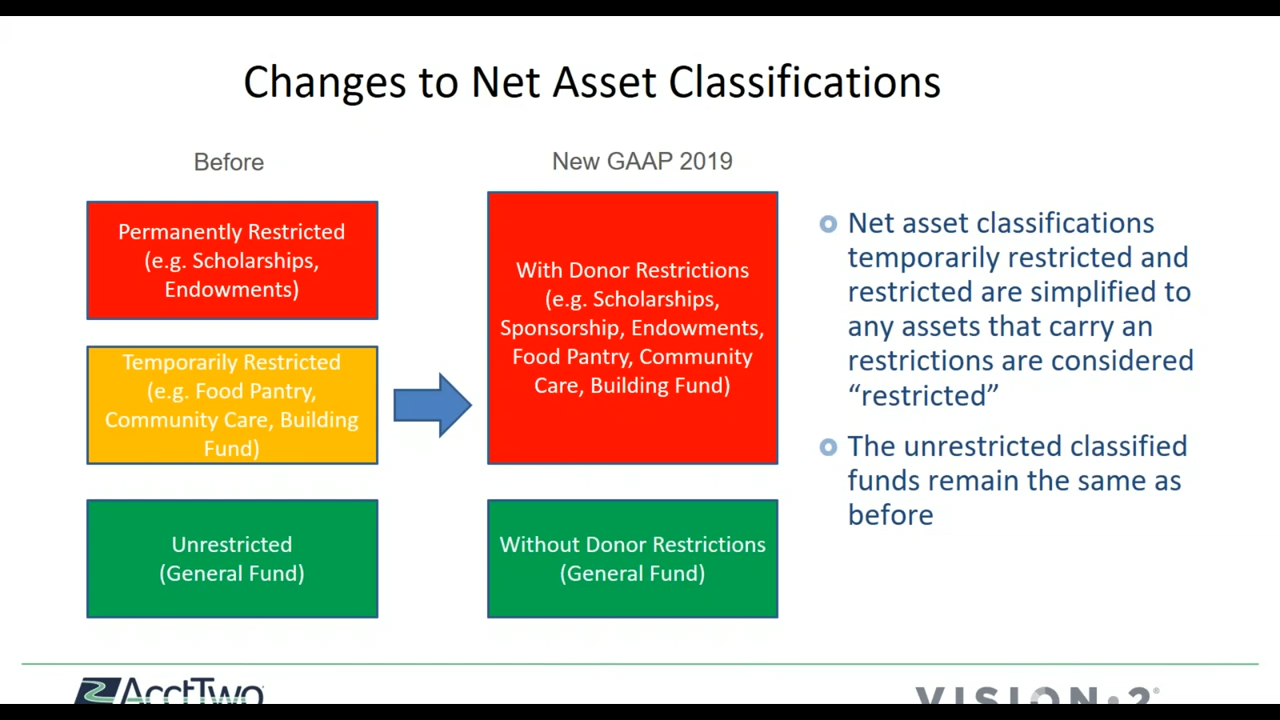 Changes to Net Asset Classifications
Before
Permanently Restricted
(e.g. Scholarships,
Endowments)
Temporarily Restricted
(e.g. Food Pantry,
Community Care, Building
Fund)
Unrestricted
(General Fund)
New GAAP 2019
With Donor Restrictions
(e.g. Scholarships,
Sponsorship, Endowments,
Food Pantry, Community
Care, Building Fund)
Without Donor Restrictions
(General Fund)
Net asset classifications
temporarily restricted and
restricted are simplified to
any assets that carry an
restrictions are considered
“restricted”
The unrestricted classified
funds remain the same as
before
AcctTwo
VISION·2